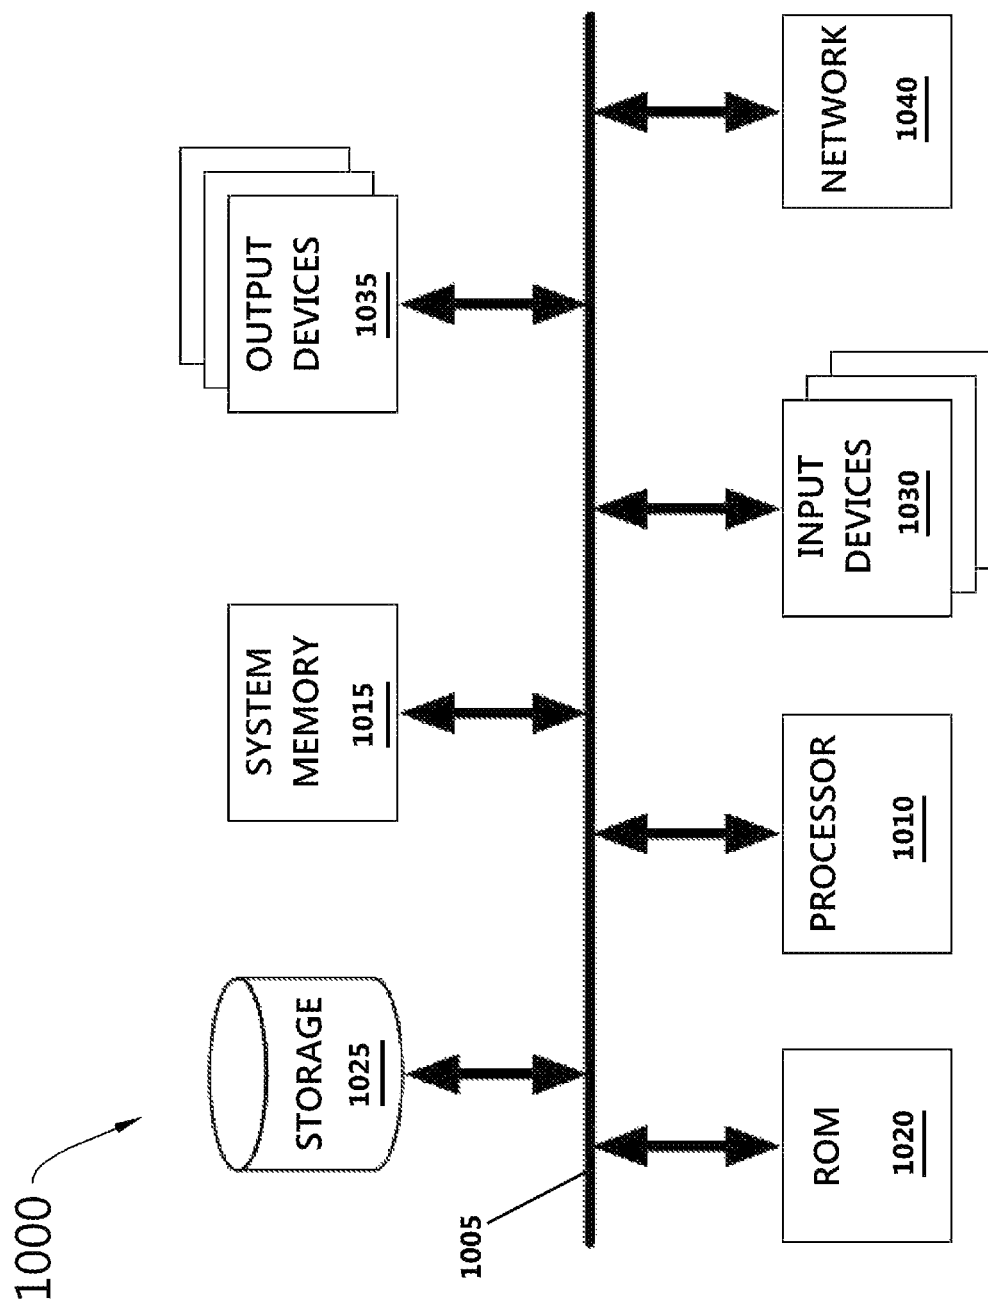 1000
STORAGE
1025
SYSTEM
MEMORY
1015
OUTPUT
DEVICES
1035
1005
ROM
1020
PROCESSOR
1010
INPUT
DEVICES
1030
NETWORK
1040